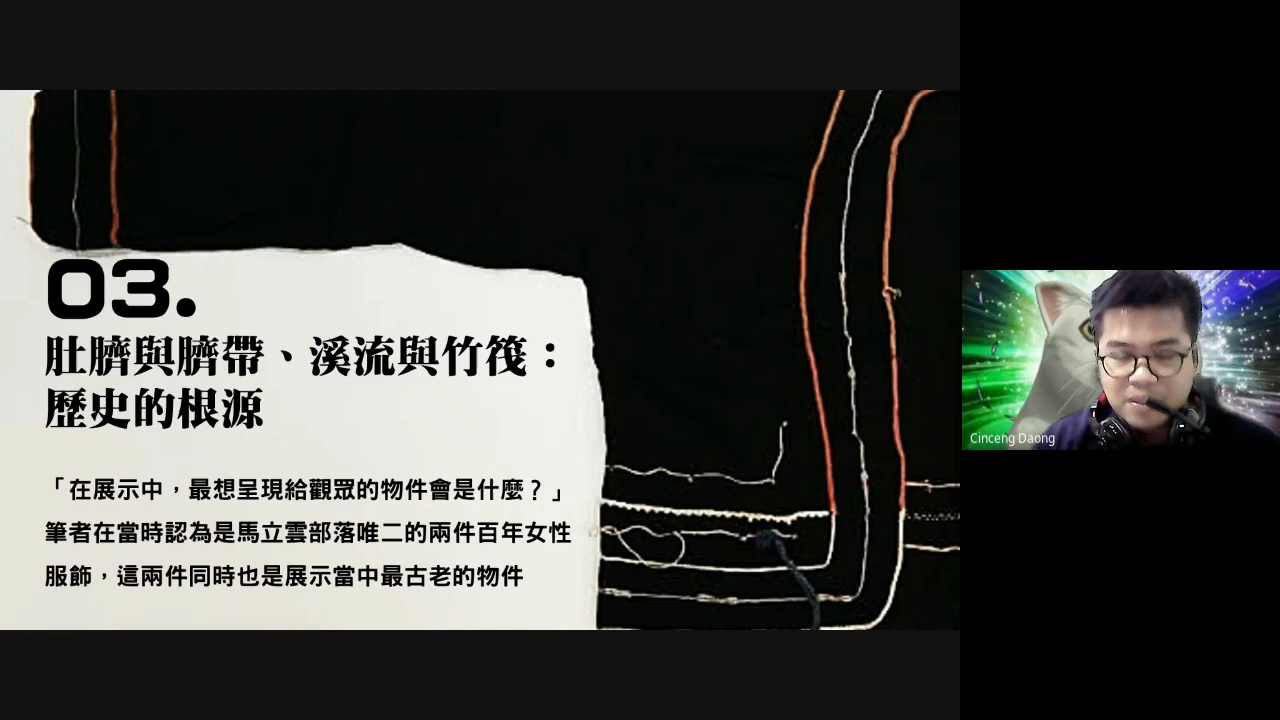 03.
肚臍與臍帶、溪流與竹筏：
歷史的根源
「在展示中，最想呈現給觀眾的物件會是什麼？」
筆者在當時認為是馬立雲部落唯二的兩件百年女性
服飾，這兩件同時也是展示當中最古老的物件
Cinceng Daong